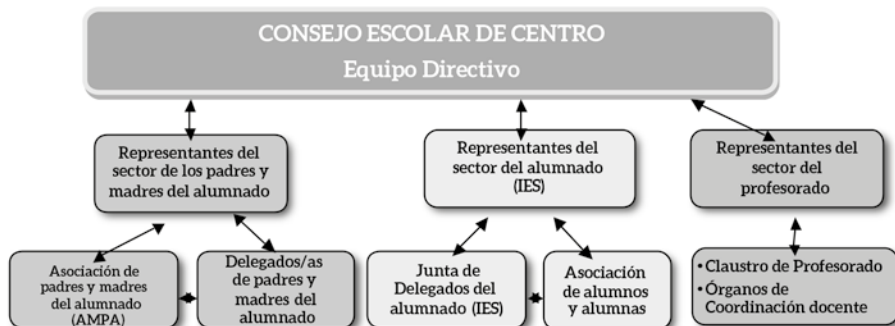 CONSEJO ESCOLAR DE CENTRO
Equipo Directivo
Representantes del
sector de los padres y
madres del alumnado
Representantes del
sector del alumnado
(IES)
Representantes del
sector del
profesorado
Asociación de
padres y madres
del alumnado
(AMPA)
Delegados/as
de padres y
madres del
alumnado
Junta de
Delegados del
alumnado (IES)
Asociación
de alumnos
y alumnas
• Claustro de Profesorado
• Órganos de
Coordinación docente